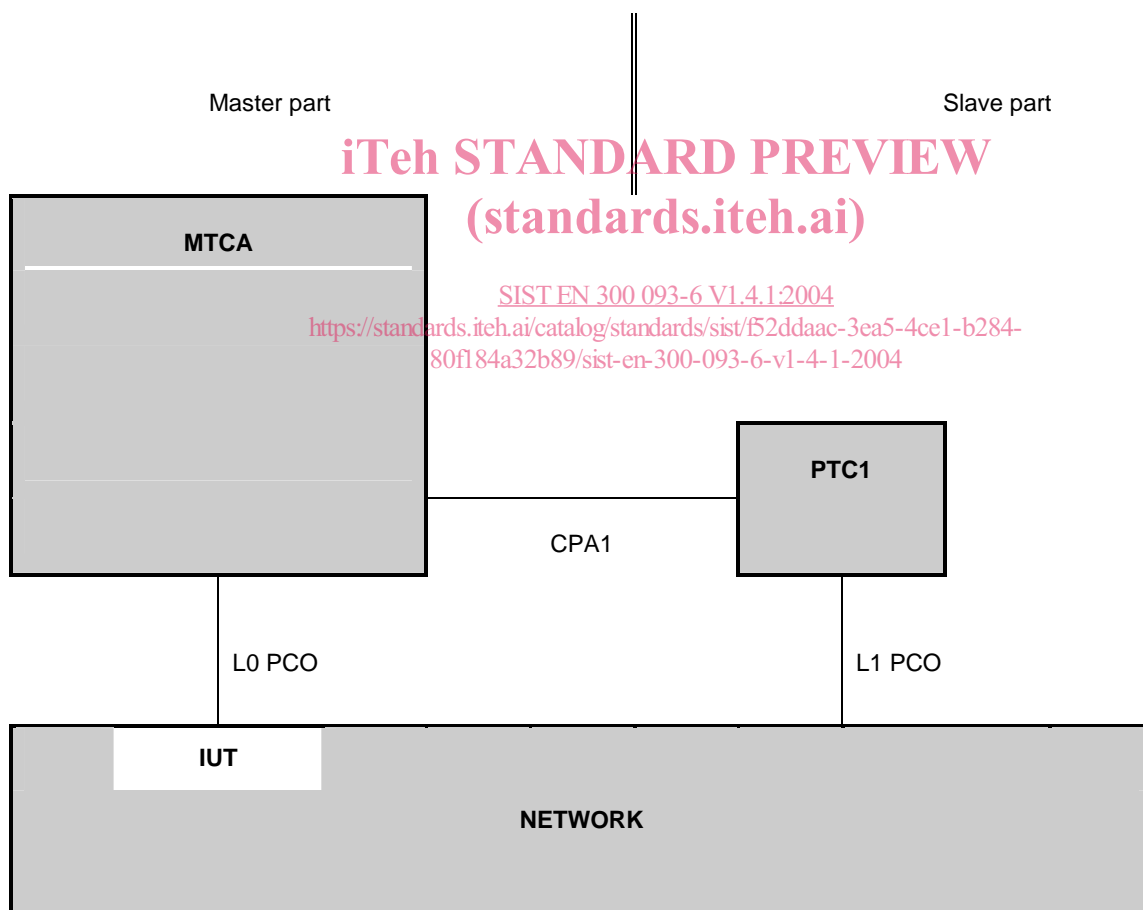 Master part
Slave part
iTeh STANDARD PREVIEW
(standards.iteh.ai)
MTCA
SIST EN 300 093-6 V1.4.1:2004
https://standards.iteh.ai/catalog/standards/sist/f52ddaac-3ea5-4ce1-b284-
80f184a32b89/sist-en-300-093-6-v1-4-1-2004
PTC1
CPA1
L0 PCO
L1 PCO
IUT
NETWORK